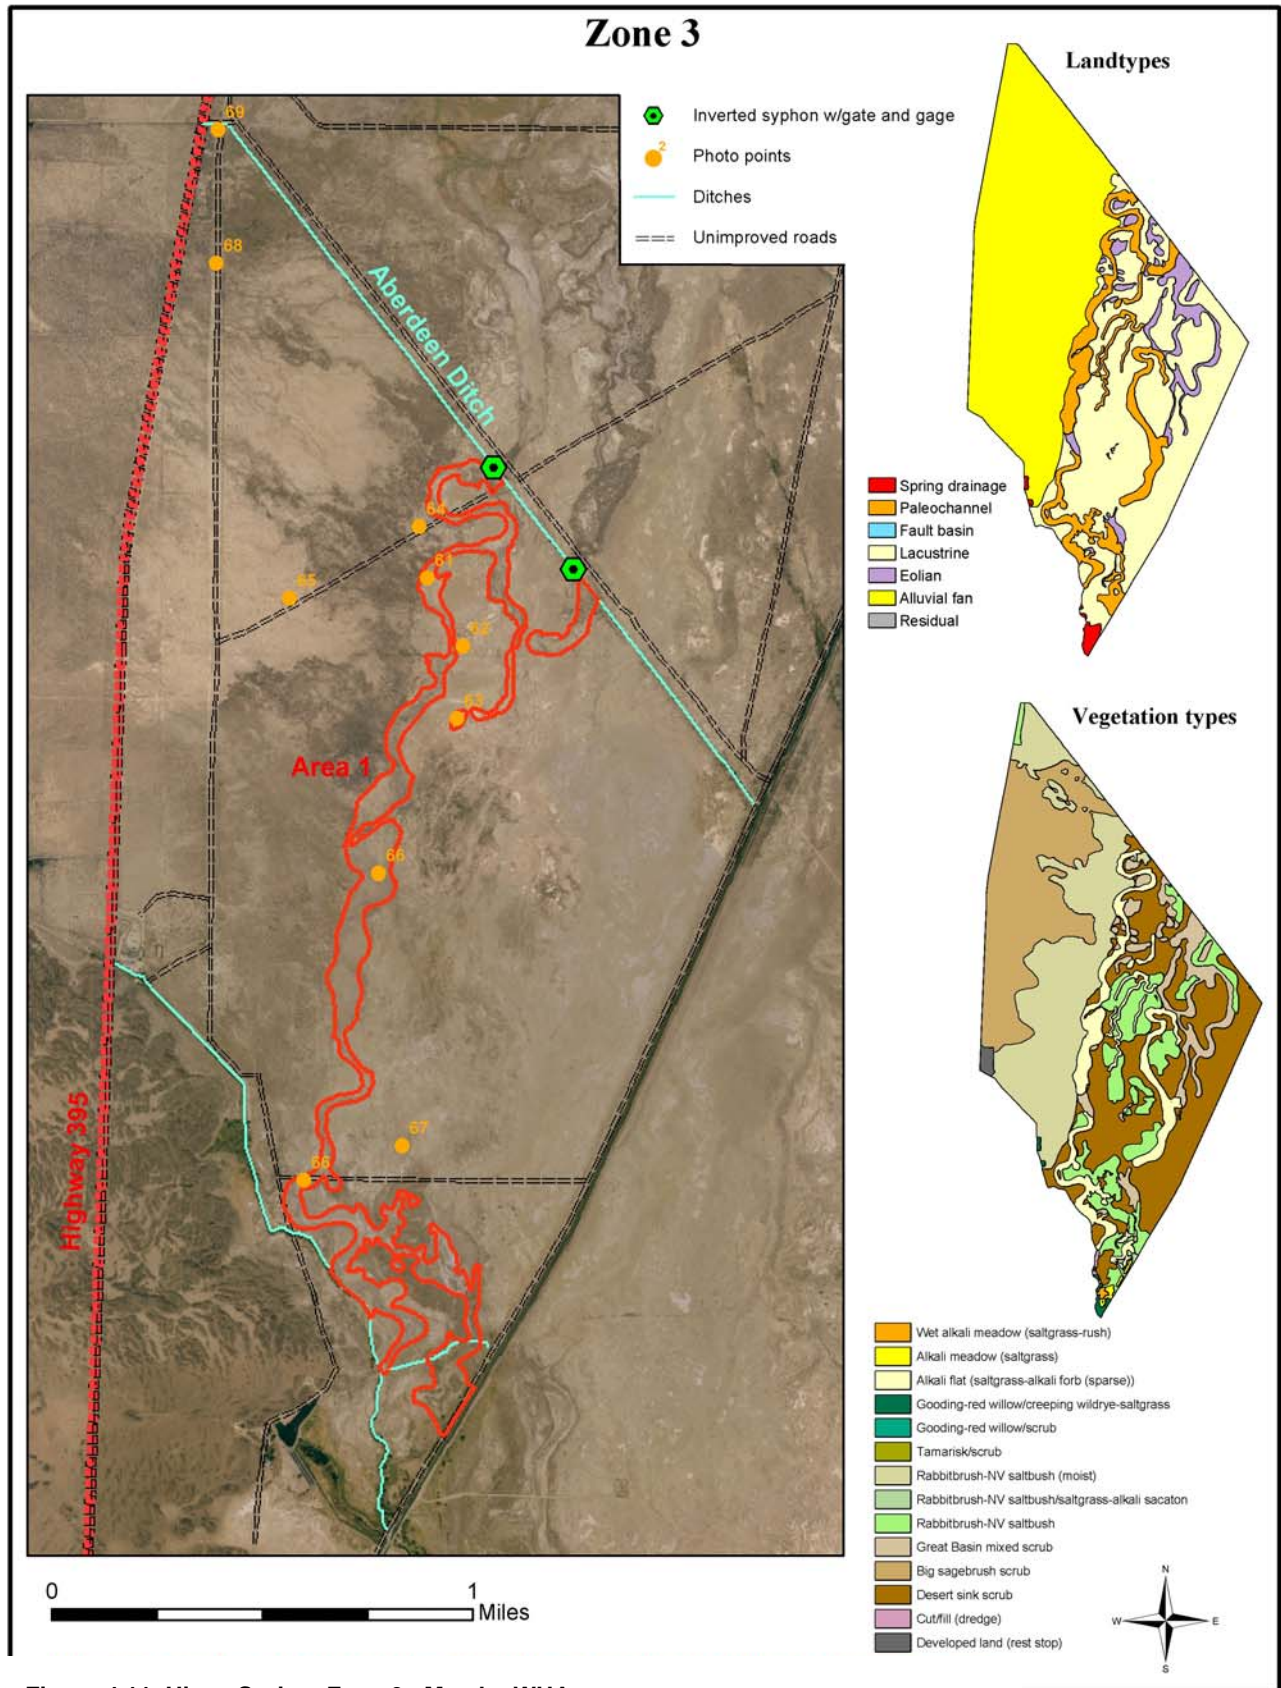 Zone 3
Inverted syphon w/gate and gage
2
Photo points
Ditches
Unimproved roads
69
68
Aberdeen Ditch
64
61
65
62
63
Area 1
66
67
66
Highway 395
0
1
Miles
Landtypes
Spring drainage
Paleochannel
Fault basin
Lacustrine
Eolian
Alluvial fan
Residual
Vegetation types
Wet alkali meadow (saltgrass-rush)
Alkali meadow (saltgrass)
Alkali flat (saltgrass-alkali forb (sparse))
Gooding-red willow/creeping wildrye-saltgrass
Gooding-red willow/scrub
Tamarisk/scrub
Rabbitbrush-NV saltbush (moist)
Rabbitbrush-NV saltbush/saltgrass-alkali sacaton
Rabbitbrush-NV saltbush
Great Basin mixed scrub
Big sagebrush scrub
Desert sink scrub
Cut/fill (dredge)
Developed land (rest stop)
N
W
E
S